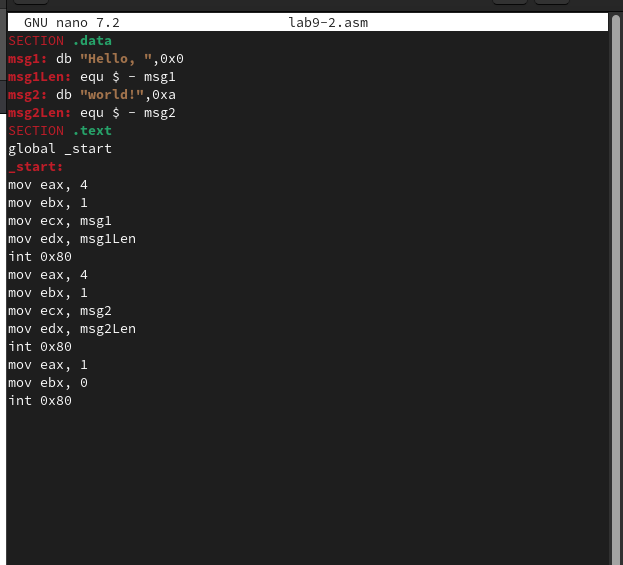 GNU nano 7.2 lab9-2.asm
SECTION .data
msg1: db "Hello, ",0x0
msg1Len: equ $ - msg1
msg2: db "world!",0xa
msg2Len: equ $ - msg2
SECTION .text
global _start
_start:
mov eax, 4
mov ebx, 1
mov ecx, msg1
mov edx, msg1Len
int 0x80
mov eax, 4
mov ebx, 1
mov ecx, msg2
mov edx, msg2Len
int 0x80
mov eax, 1
mov ebx, 0
int 0x80